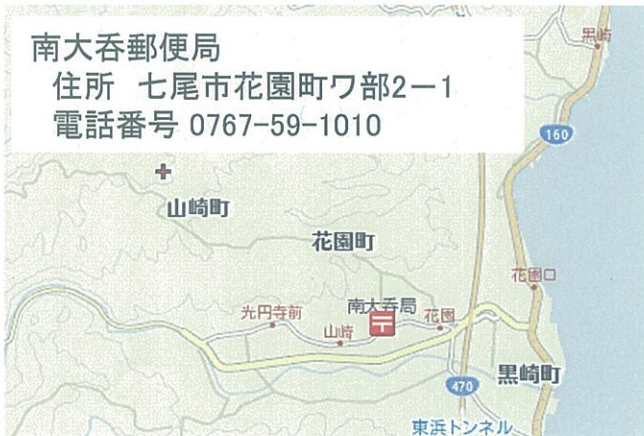 南大呑郵便局
住所 七尾市花園町ワ部2ー1
電話番号 0767-59-1010
黒崎
160
山崎町
花園町
花園口
南大呑局
光円寺前
山崎
花園
黒崎町
470
東浜トンネル